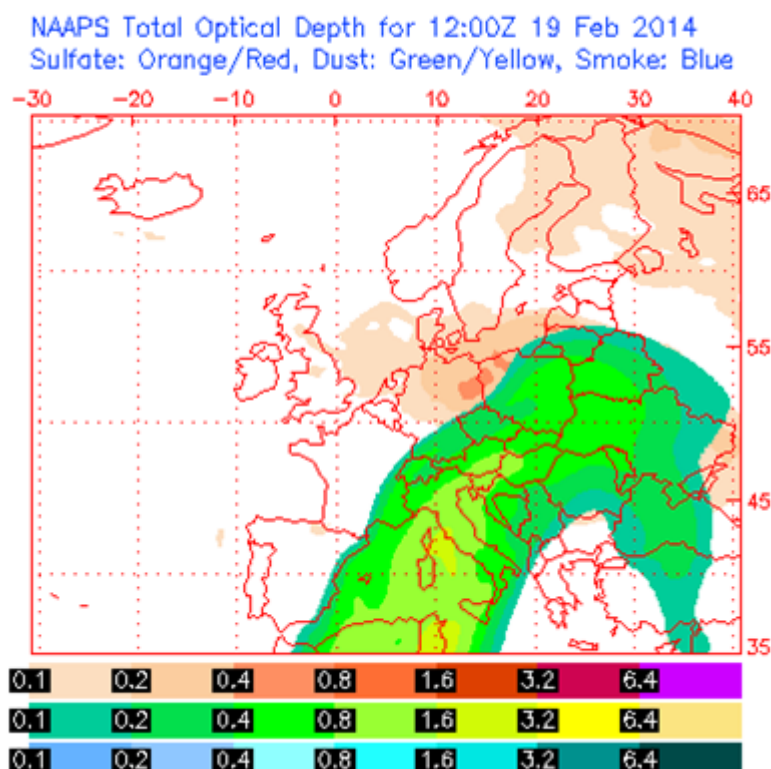 NAAPS Total Optical Depth for 12:00Z 19 Feb 2014
Sulfate: Orange/Red, Dust: Green/Yellow, Smoke: Blue
-30 -20 -10 0 10 20 30 40
65
55
45
35
0.1 0.2 0.4 0.8 1.6 3.2 6.4
0.1 0.2 0.4 0.8 1.6 3.2 6.4
0.1 0.2 0.4 0.8 1.6 3.2 6.4